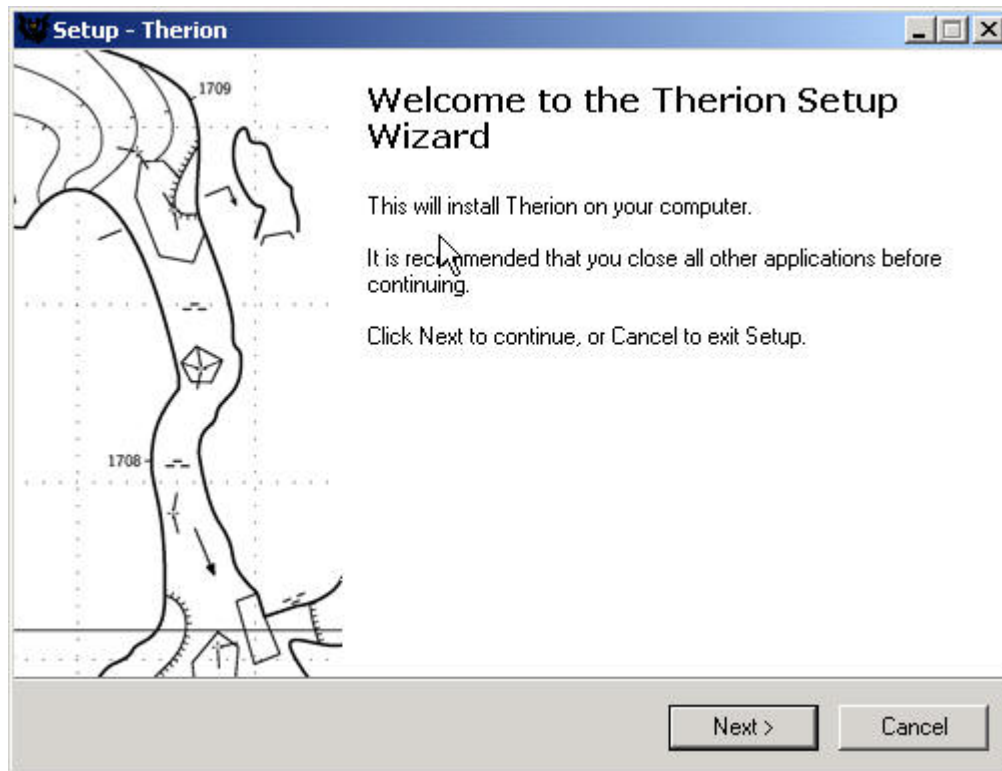 Setup - Therion
1709
Welcome to the Therion Setup
Wizard
This will install Therion on your computer.
It is recommended that you close all other applications before
continuing.
Click Next to continue, or Cancel to exit Setup.
1708
Next >
Cancel